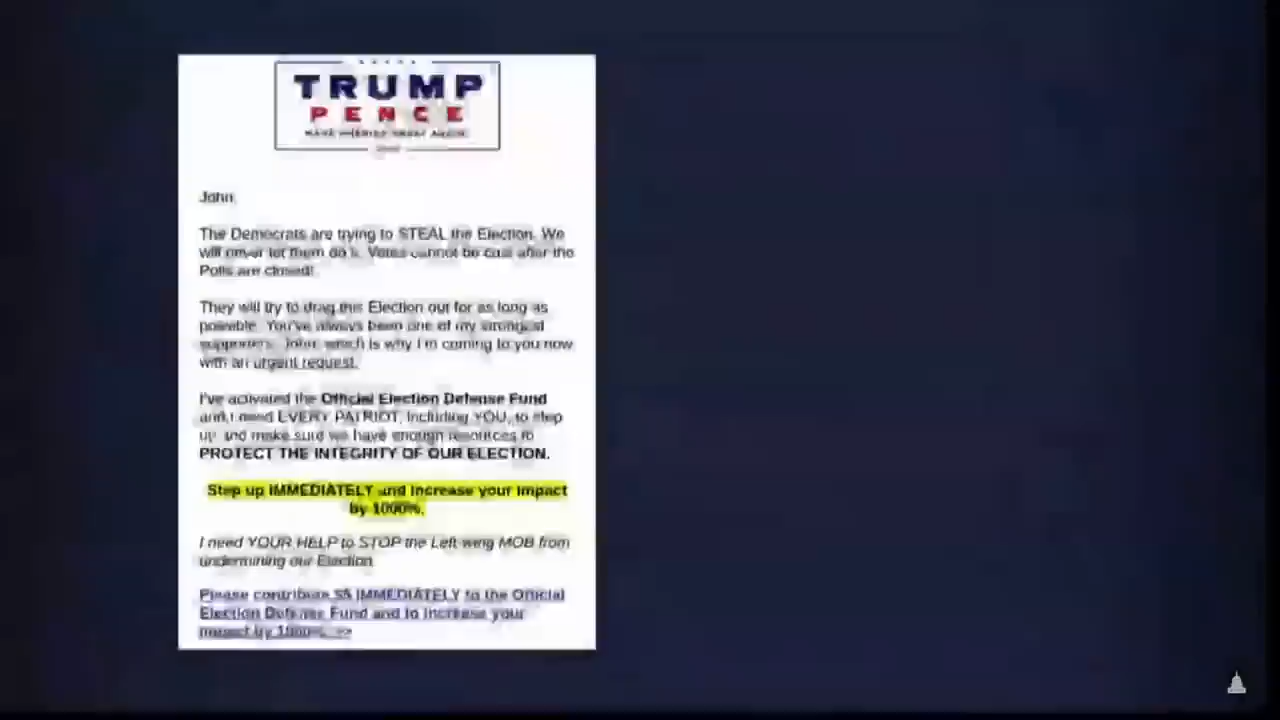 TRUMP
PENCE
MAKE AMERICA GREAT AGAIN
John,
The Democrats are trying to STEAL the Election. We
will never let them do it. Votes cannot be cast after the
Polls are closed!
They will try to drag this Election out for as long as
possible. You've always been one of my strongest
supporters, John, which is why I'm coming to you now
with an urgent request.
I've activated the Official Election Defense Fund
and I need EVERY PATRIOT, including YOU, to step
up and make sure we have enough resources to
PROTECT THE INTEGRITY OF OUR ELECTION.
Step up IMMEDIATELY and increase your impact
by 1000%.
I need YOUR HELP to STOP the Left-wing MOB from
undermining our Election.
Please contribute $5 IMMEDIATELY to the Official
Election Defense Fund and to increase your
impact by 1000%. >>